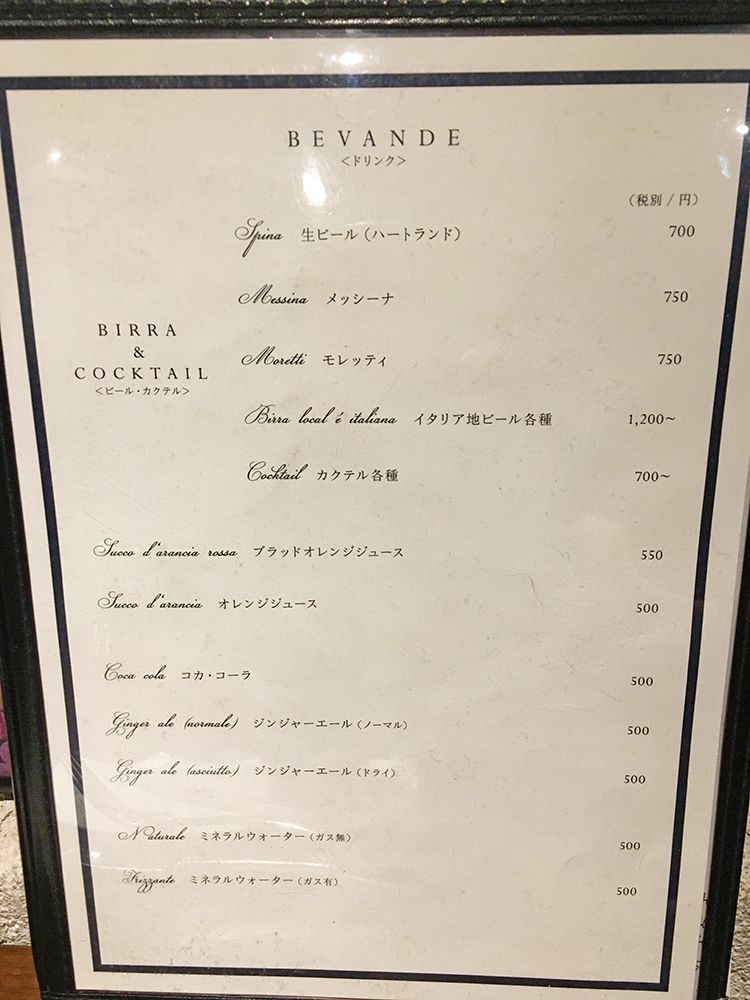 BEVANDE
＜ドリンク＞
（税別 / 円）
Spina 生ビール（ハートランド） 700
Messina メッシーナ 750
BIRRA
&
COCKTAIL
＜ビール・カクテル＞
Moretti モレッティ 750
Birra local'é italiana イタリア地ビール各種 1,200～
Cocktail カクテル各種 700～
Succo d'arancia rossa ブラッドオレンジジュース 550
Succo d'arancia オレンジジュース 500
Coca cola コカ・コーラ 500
Ginger ale (normale) ジンジャーエール（ノーマル） 500
Ginger ale (asciutto) ジンジャーエール（ドライ） 500
Naturale ミネラルウォーター（ガス無） 500
Frizzante ミネラルウォーター（ガス有） 500